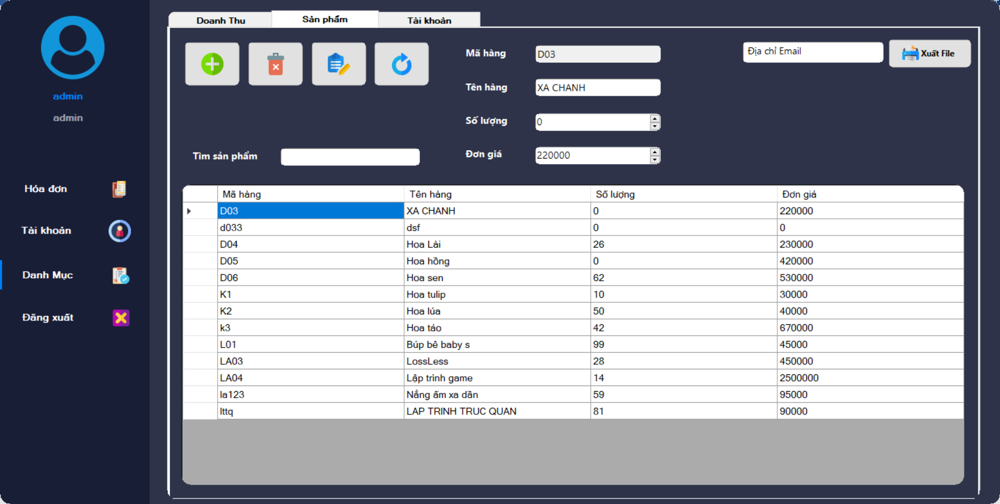 admin
admin
Hóa đơn
Tài khoản
Danh Mục
Đăng xuất
Doanh Thu Sản phẩm Tài khoản
Mã hàng D03
Địa chỉ Email Xuất File
Tên hàng XA CHANH
Số lượng 0
Tìm sản phẩm
Đơn giá 220000
Mã hàng Tên hàng Số lượng Đơn giá
D03 XA CHANH 0 220000
d033 dsf 0 0
D04 Hoa Lài 26 230000
D05 Hoa hồng 0 420000
D06 Hoa sen 62 530000
K1 Hoa tulip 10 30000
K2 Hoa lúa 50 40000
k3 Hoa táo 42 670000
L01 Búp bê baby s 99 45000
LA03 LossLess 28 450000
LA04 Lập trình game 14 2500000
la123 Nắng ấm xa dần 59 95000
lttq LAP TRINH TRUC QUAN 81 90000